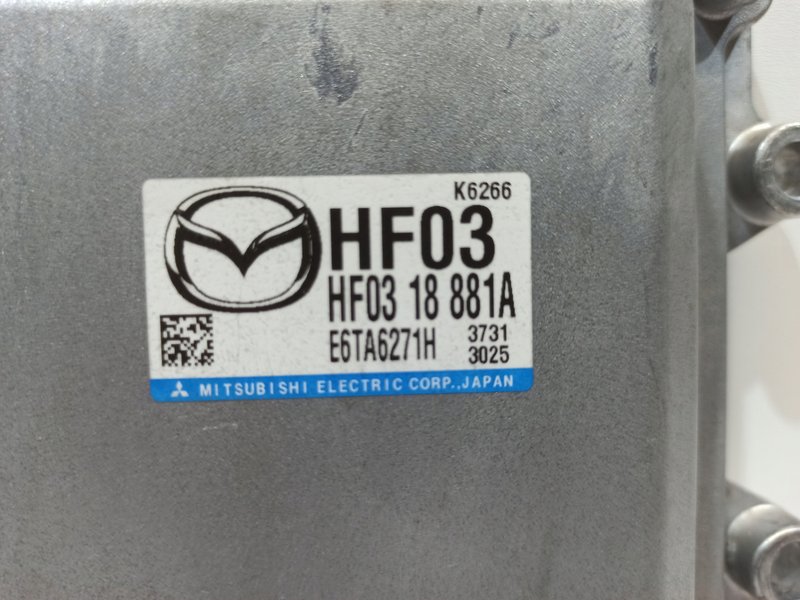 K6266
HF03
HF03 18 881A
E6TA6271H 3731
3025
MITSUBISHI ELECTRIC CORP.,JAPAN